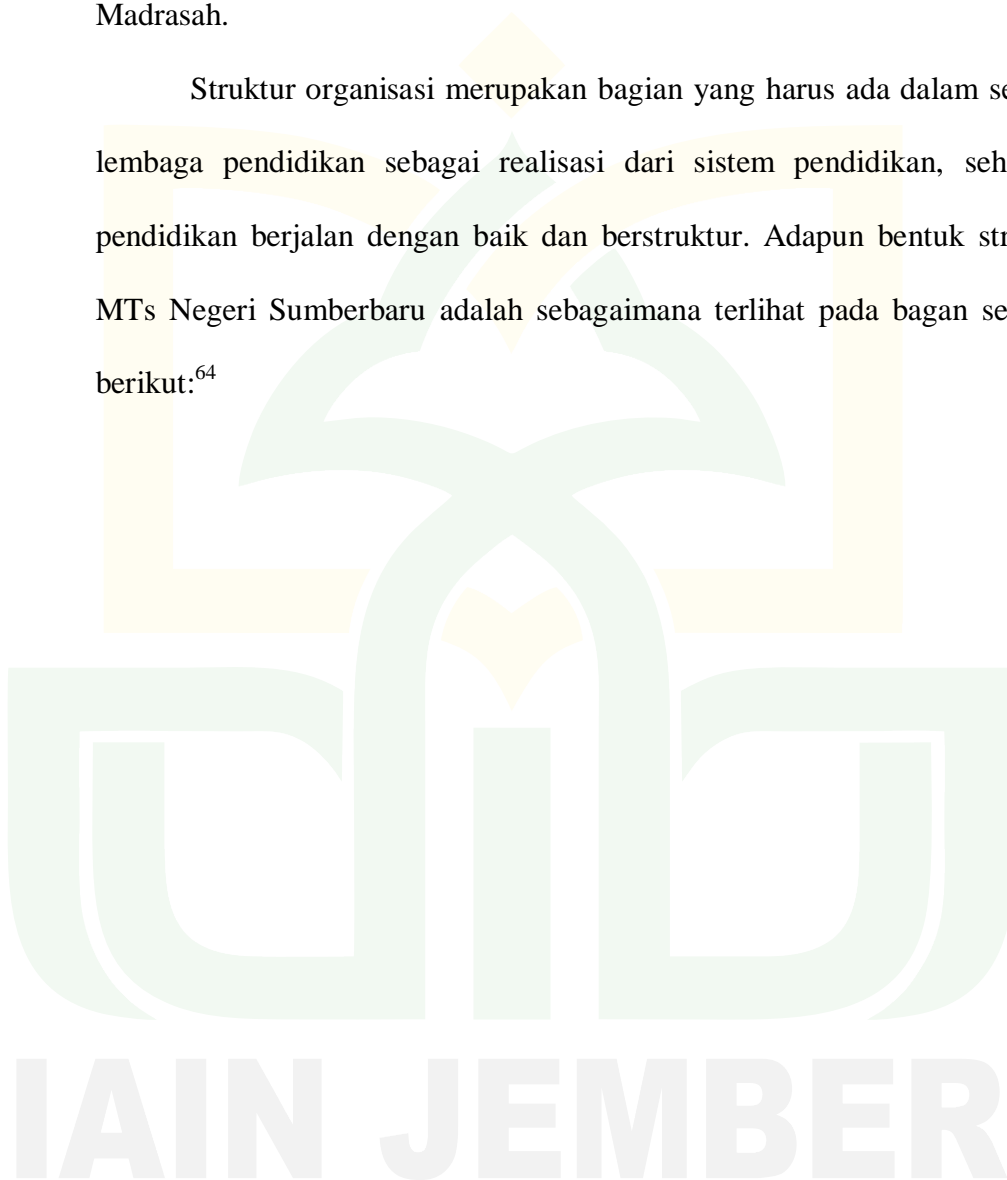 Madrasah.
Struktur organisasi merupakan bagian yang harus ada dalam se
lembaga pendidikan sebagai realisasi dari sistem pendidikan, seh
pendidikan berjalan dengan baik dan berstruktur. Adapun bentuk str
MTs Negeri Sumberbaru adalah sebagaimana terlihat pada bagan se
berikut:64
IAIN JEMBER